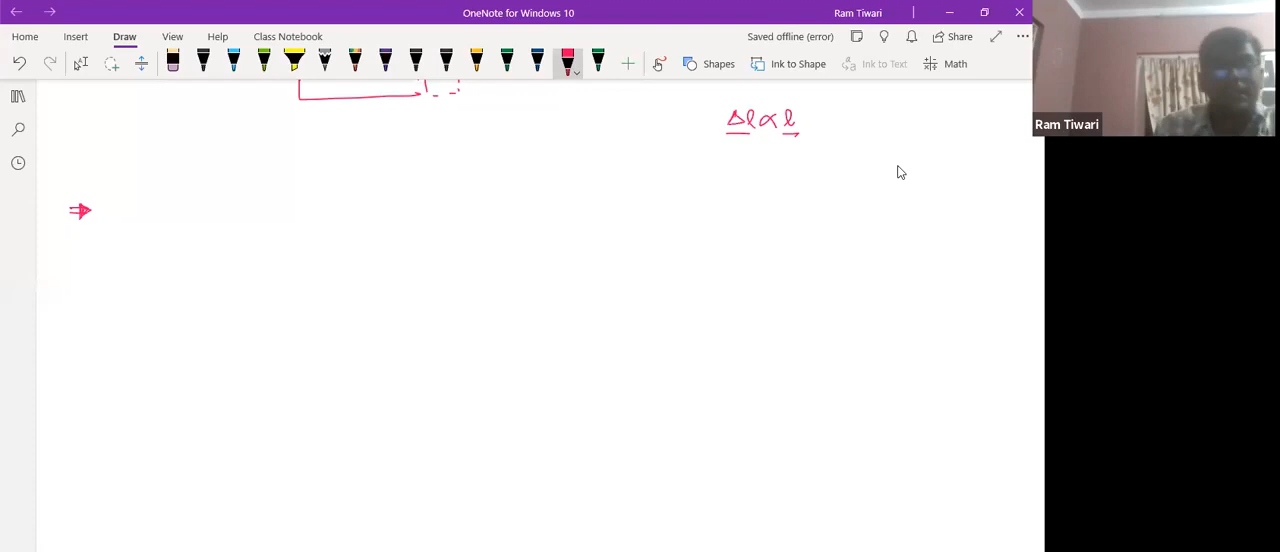 OneNote for Windows 10
Ram Tiwari
Home Insert Draw View Help Class Notebook
Saved offline (error)
Share
Shapes
Ink to Shape
Ink to Text
Math
Ram Tiwari
Δl ∝ l
⇒